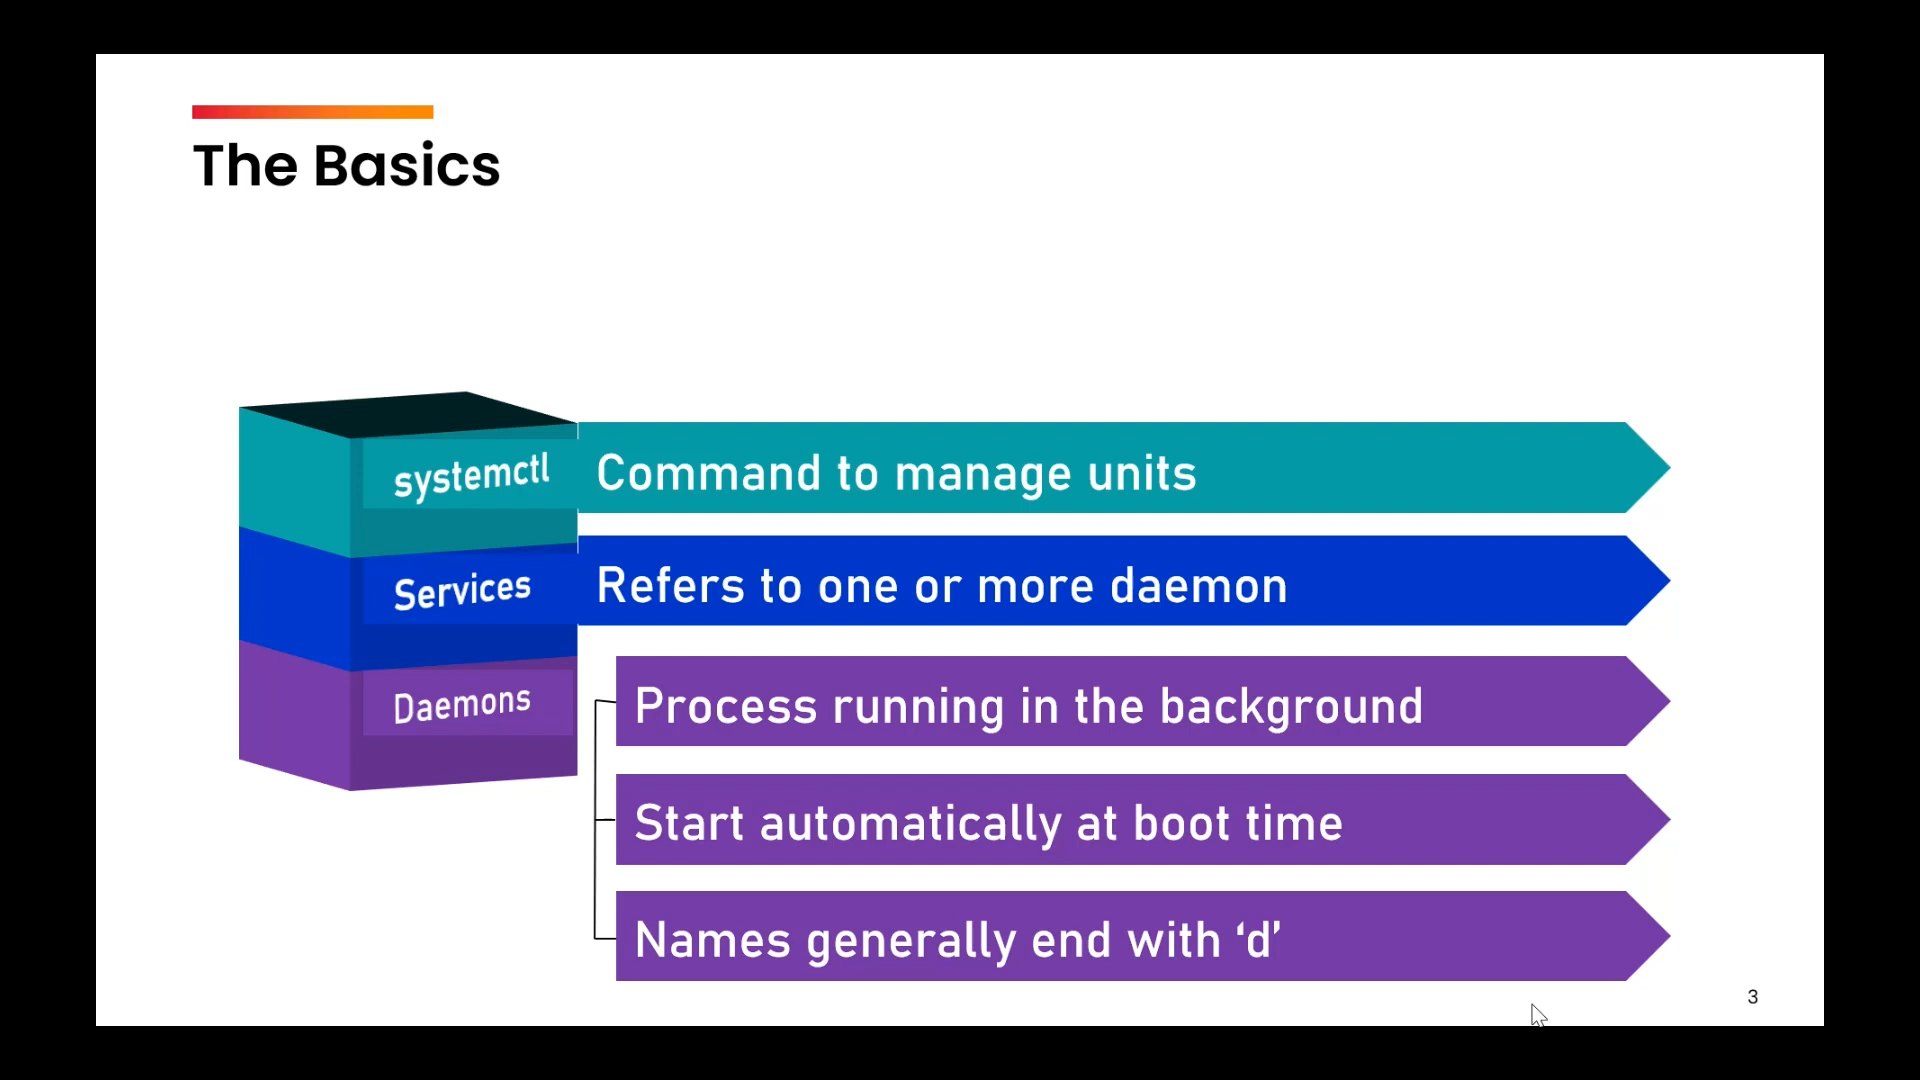 The Basics
systemctl
Command to manage units
Services
Refers to one or more daemon
Daemons
Process running in the background
Start automatically at boot time
Names generally end with ‘d’
3